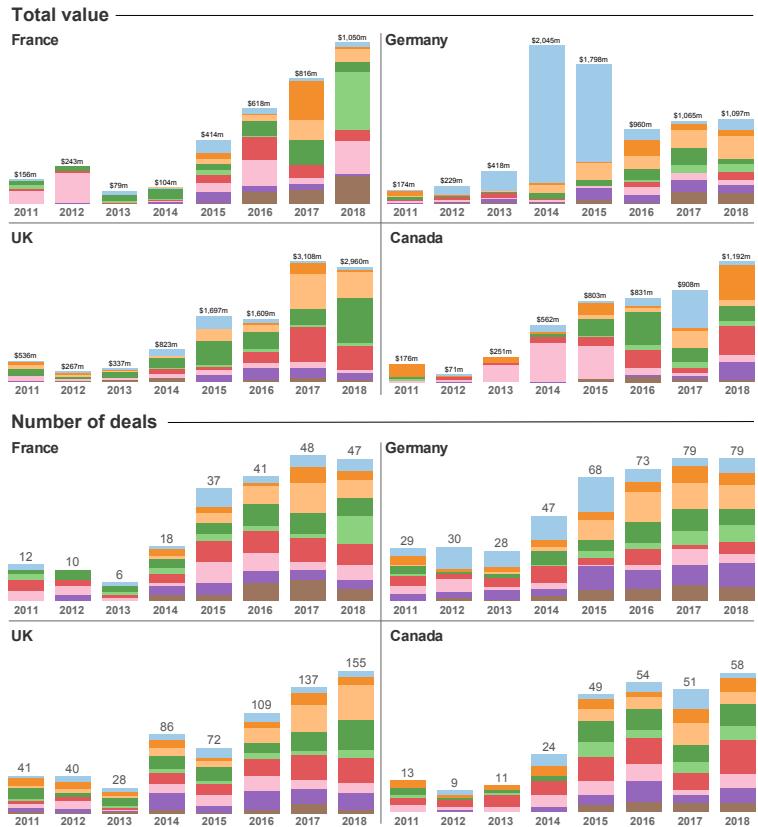 Total value
France
$156m
$243m
$79m
$104m
$414m
$618m
$816m
$1,050m
2011 2012 2013 2014 2015 2016 2017 2018
Germany
$174m
$229m
$418m
$2,045m
$1,798m
$960m
$1,065m
$1,097m
2011 2012 2013 2014 2015 2016 2017 2018
UK
$536m
$267m
$337m
$823m
$1,697m
$1,609m
$3,108m
$2,960m
2011 2012 2013 2014 2015 2016 2017 2018
Canada
$176m
$71m
$251m
$562m
$803m
$831m
$908m
$1,192m
2011 2012 2013 2014 2015 2016 2017 2018
Number of deals
France
12
10
6
18
37
41
48
47
2011 2012 2013 2014 2015 2016 2017 2018
Germany
29
30
28
47
68
73
79
79
2011 2012 2013 2014 2015 2016 2017 2018
UK
41
40
28
86
72
109
137
155
2011 2012 2013 2014 2015 2016 2017 2018
Canada
13
9
11
24
49
54
51
58
2011 2012 2013 2014 2015 2016 2017 2018